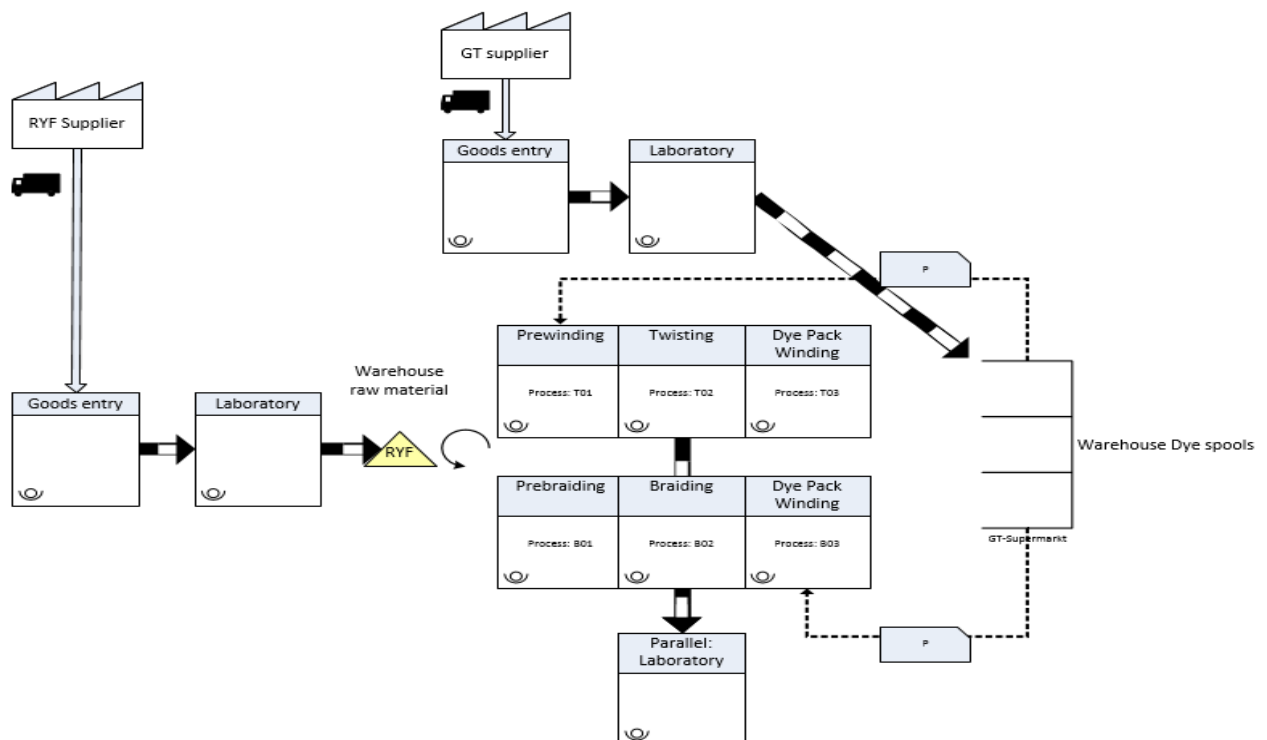 GT supplier
RYF Supplier
Goods entry
Laboratory
P
Prewinding
Twisting
Dye Pack
Winding
Warehouse
raw material
Process: T01
Process: T02
Process: T03
Goods entry
Laboratory
RYF
Warehouse Dye spools
Prebraiding
Braiding
Dye Pack
Winding
GT-Supermarkt
Process: B01
Process: B02
Process: B03
P
Parallel:
Laboratory